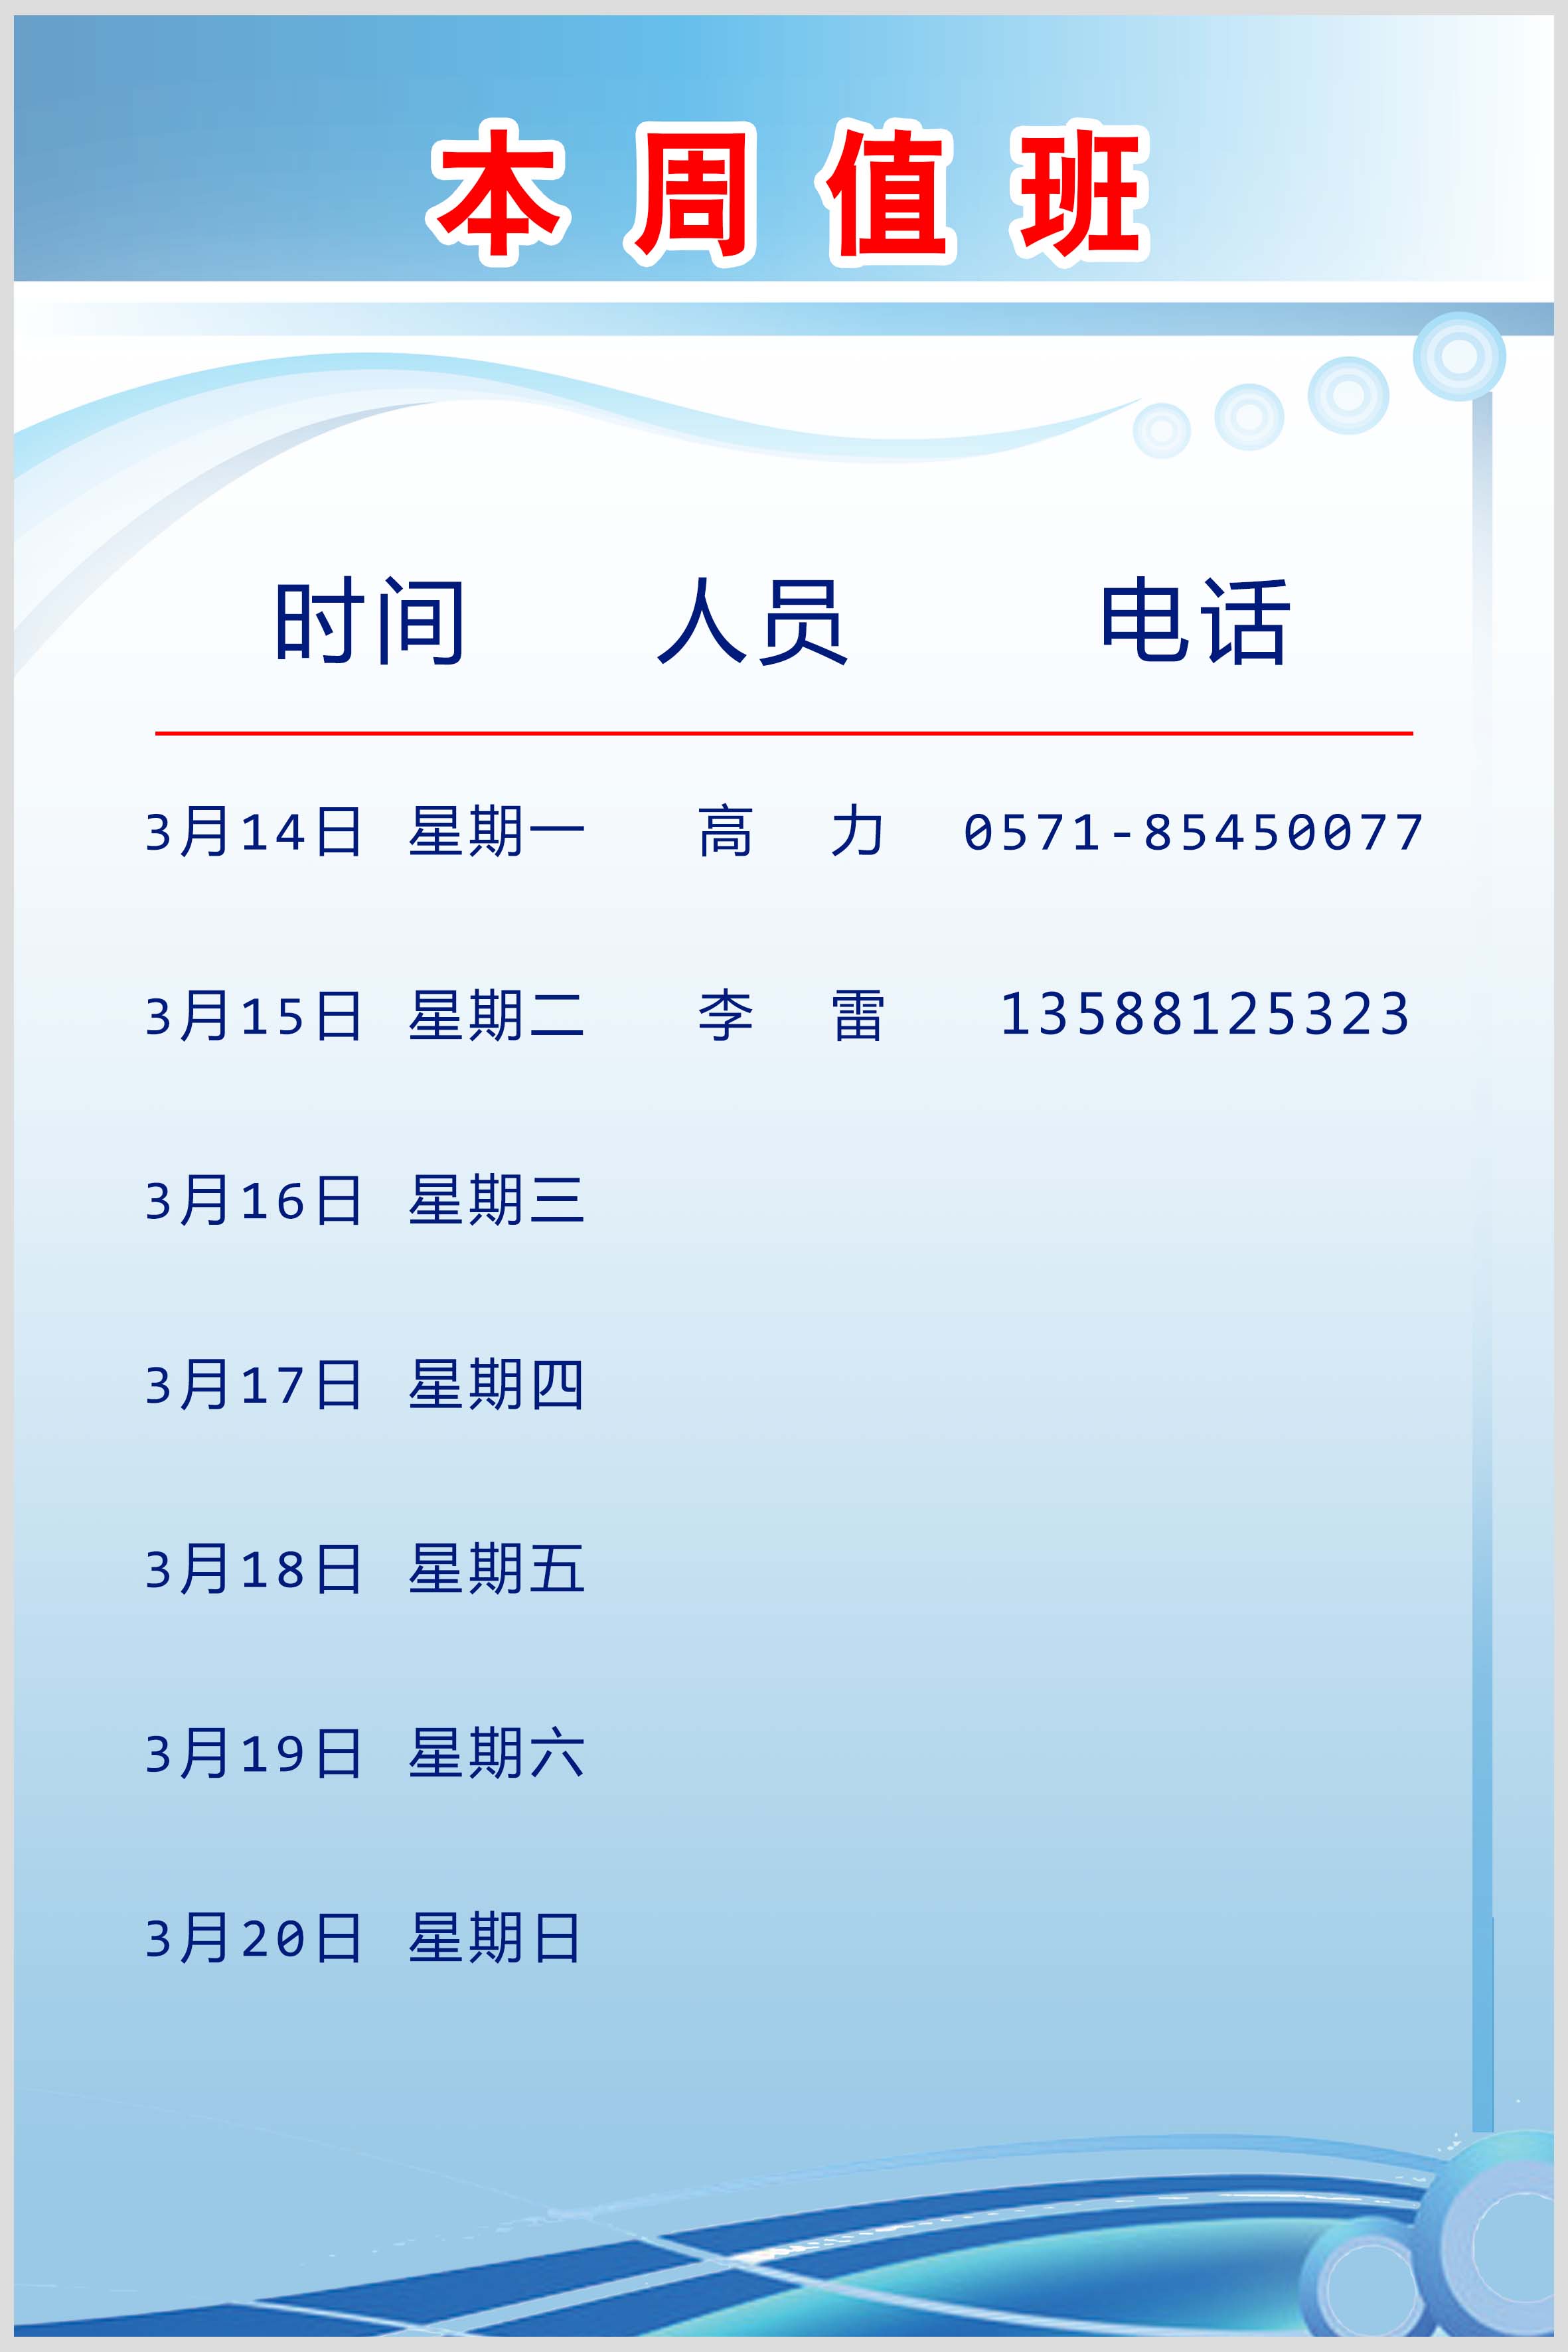 本周值班
时间 人员 电话
3月14日 星期一 高 力 0571-85450077
3月15日 星期二 李 雷 13588125323
3月16日 星期三
3月17日 星期四
3月18日 星期五
3月19日 星期六
3月20日 星期日